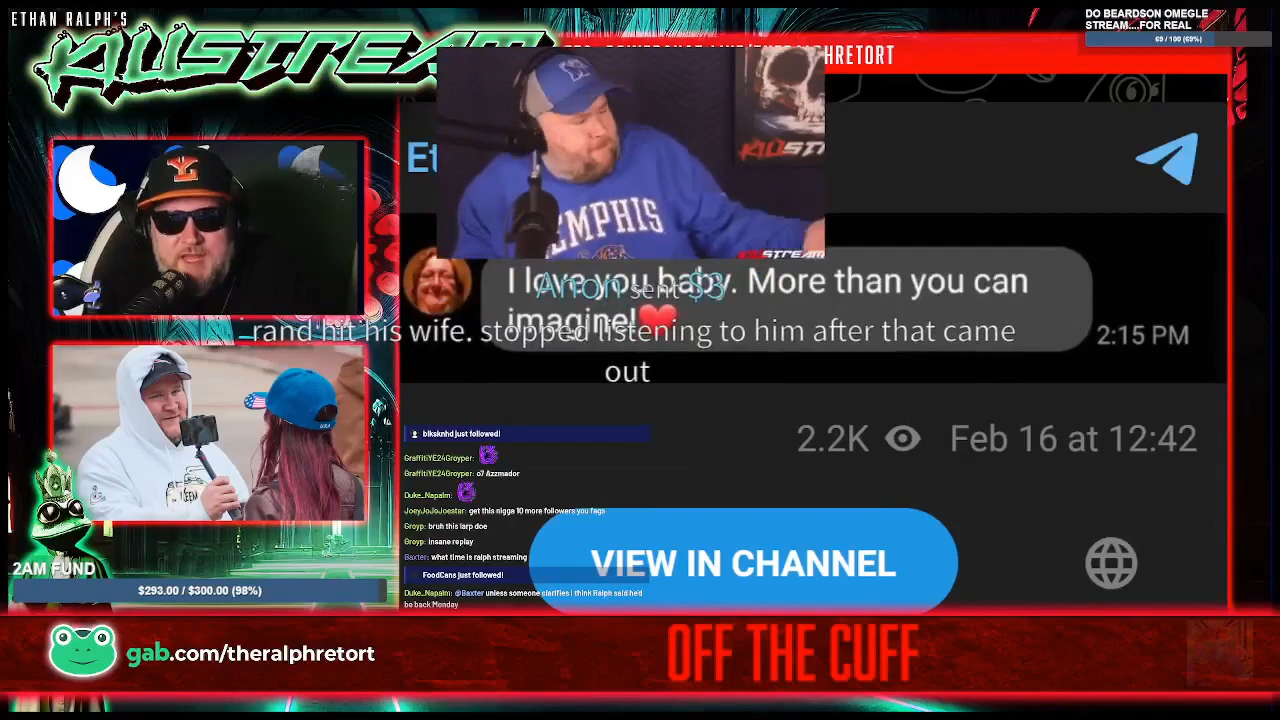 ETHAN RALPH'S
KILLSTREAM
HRETORT
DO BEARDSON OMEGLE
STREAM....FOR REAL
69 / 100 (69%)
Et
KILLST
MEMPHIS
KILLSTREAM
I love you baby. More than you can
imagine!❤️
2:15 PM
Anon sent $3
rand hit his wife. stopped listening to him after that came
out
2.2K
Feb 16 at 12:42
blksknhd just followed!
GraffitiYE24Groyper:
GraffitiYE24Groyper: o7 Azzmador
Duke_Napalm:
JoeyJoJoJoestar: get this nigga 10 more followers you fags
Groyp: bruh this larp doe
Groyp: insane replay
Baxter: what time is ralph streaming
FoodCans just followed!
Duke_Napalm: @Baxter unless someone clarifies i think Ralph said he'd
be back Monday
VIEW IN CHANNEL
2AM FUND
$293.00 / $300.00 (98%)
gab.com/theralphretort
OFF THE CUFF